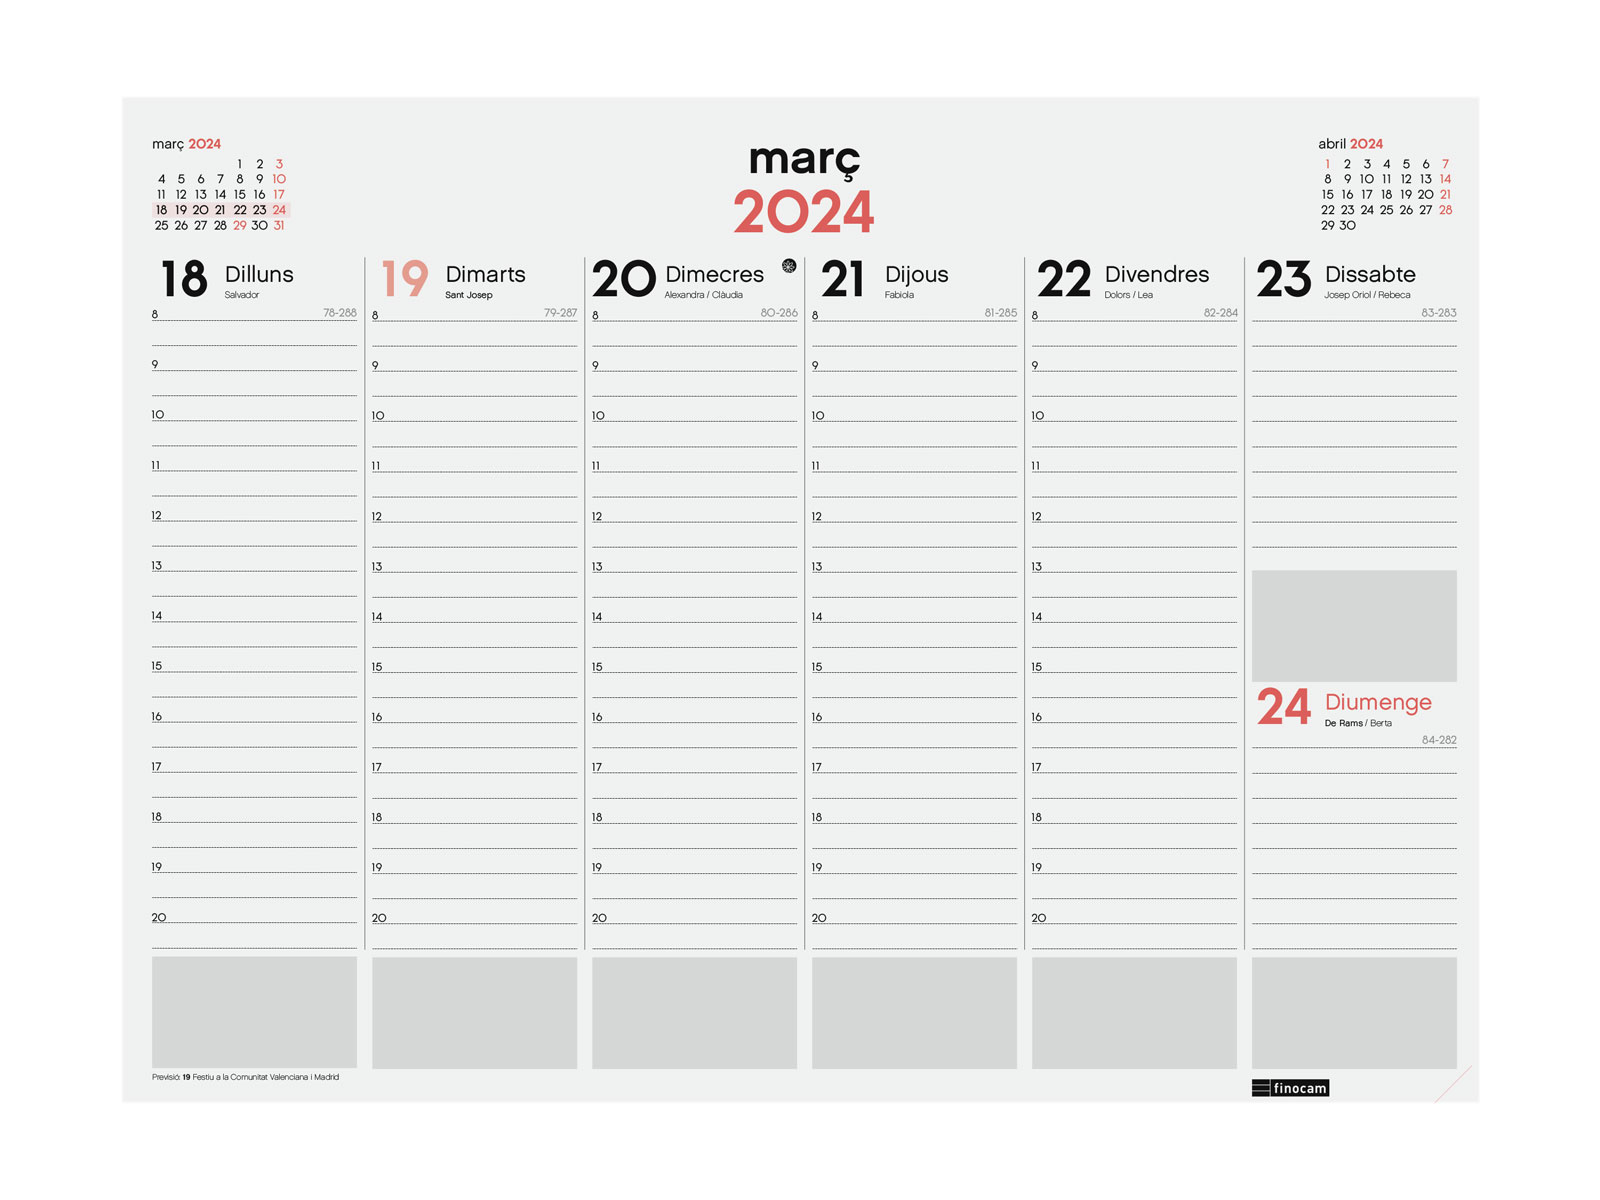 març 2024
1 2 3
4 5 6 7 8 9 10
11 12 13 14 15 16 17
18 19 20 21 22 23 24
25 26 27 28 29 30 31
març
2024
abril 2024
1 2 3 4 5 6 7
8 9 10 11 12 13 14
15 16 17 18 19 20 21
22 23 24 25 26 27 28
29 30
18 Dilluns
Salvador
78-288
8
9
10
11
12
13
14
15
16
17
18
19
20
19 Dimarts
Sant Josep
79-287
8
9
10
11
12
13
14
15
16
17
18
19
20
20 Dimecres
Alexandra / Clàudia
80-286
8
9
10
11
12
13
14
15
16
17
18
19
20
21 Dijous
Fabiola
81-285
8
9
10
11
12
13
14
15
16
17
18
19
20
22 Divendres
Dolors / Lea
82-284
8
9
10
11
12
13
14
15
16
17
18
19
20
23 Dissabte
Josep Oriol / Rebeca
83-283
24 Diumenge
De Rams / Berta
84-282
Previsió: 19 Festiu a la Comunitat Valenciana i Madrid
finocam